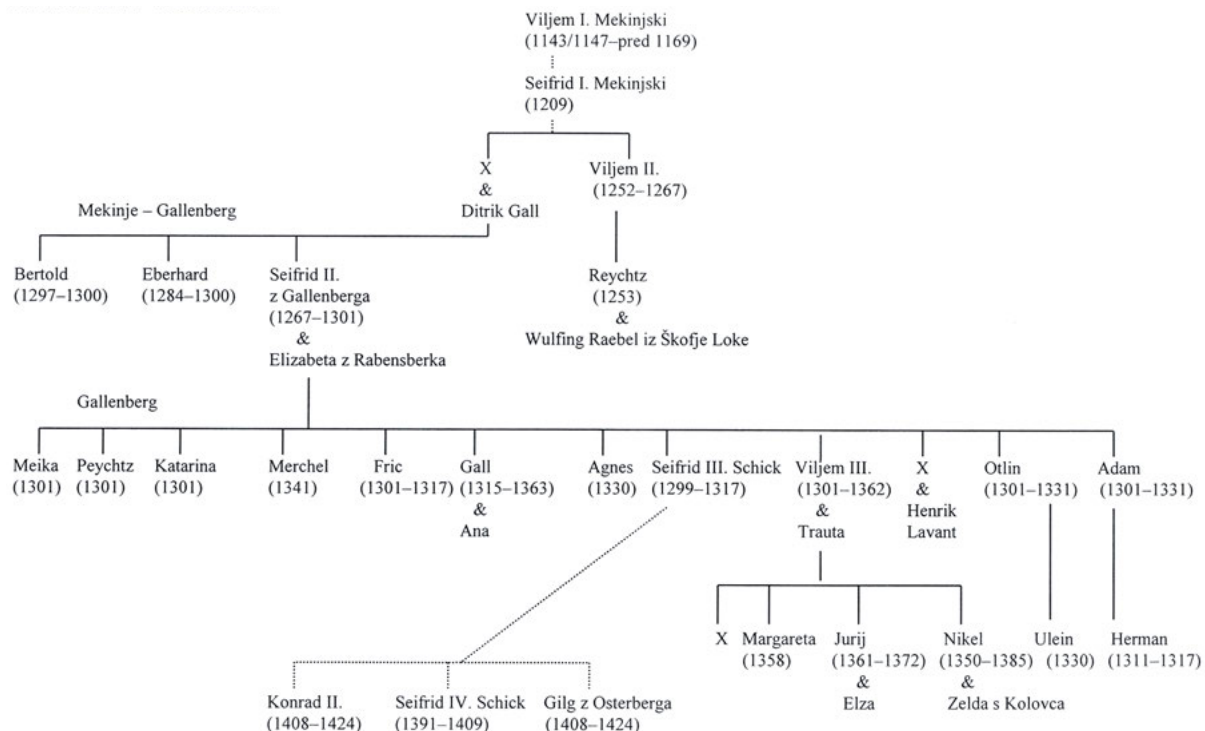 Viljem I. Mekinjski
(1143/1147–pred 1169)
Seifrid I. Mekinjski
(1209)
X
&
Ditrik Gall
Viljem II.
(1252–1267)
Mekinje – Gallenberg
Bertold
(1297–1300)
Eberhard
(1284–1300)
Seifrid II.
z Gallenberga
(1267–1301)
&
Elizabeta z Rabensberka
Reychtz
(1253)
&
Wulfing Raebel iz Škofje Loke
Gallenberg
Meika
(1301)
Peychtz
(1301)
Katarina
(1301)
Merchel
(1341)
Fric
(1301–1317)
Gall
(1315–1363)
&
Ana
Agnes
(1330)
Seifrid III. Schick
(1299–1317)
Viljem III.
(1301–1362)
&
Trauta
X
&
Henrik
Lavant
Otlin
(1301–1331)
Adam
(1301–1331)
X
Margareta
(1358)
Jurij
(1361–1372)
&
Elza
Nikel
(1350–1385)
&
Zelda s Kolovca
Ulein
(1330)
Herman
(1311–1317)
Konrad II.
(1408–1424)
Seifrid IV. Schick
(1391–1409)
Gilg z Osterberga
(1408–1424)